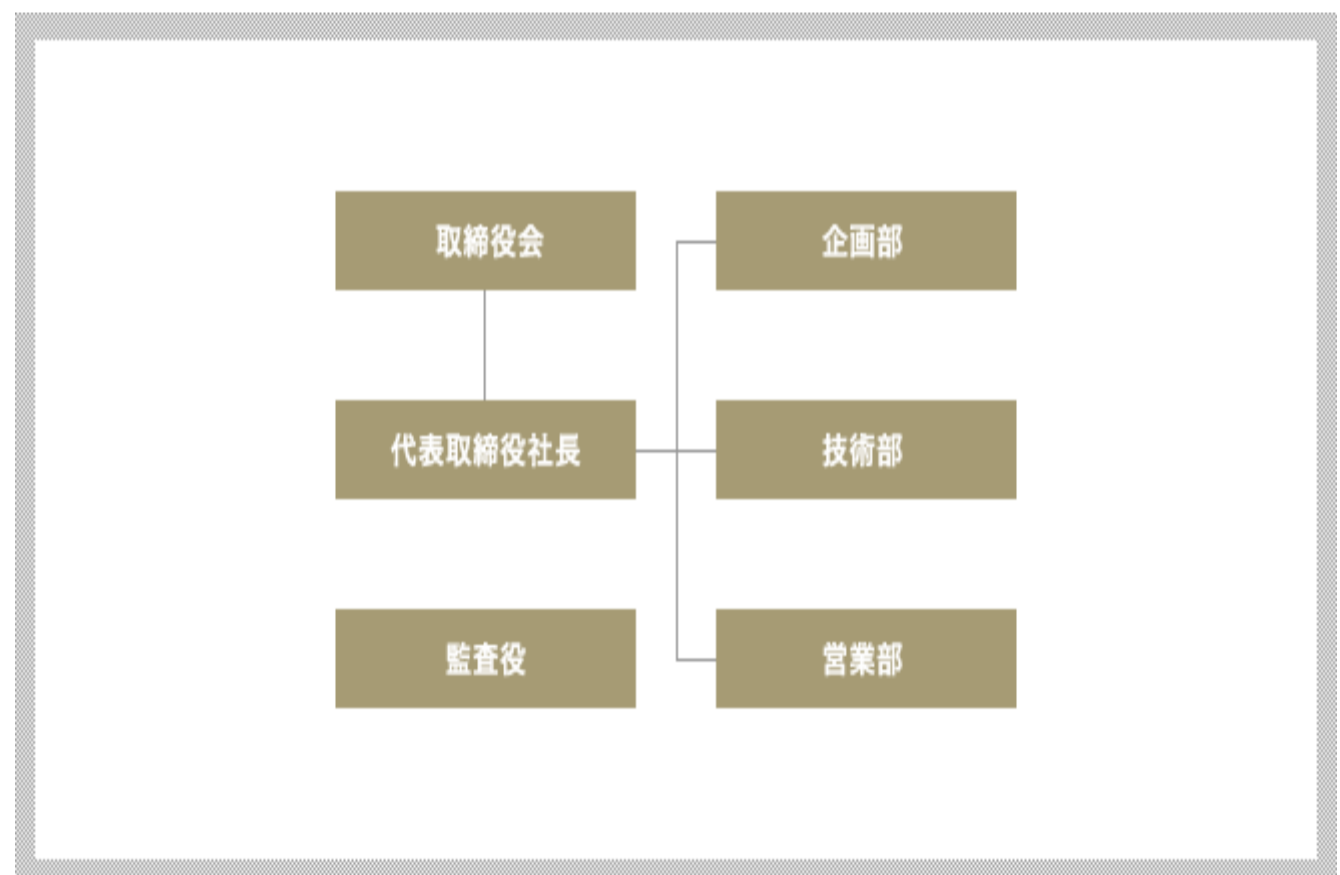 取締役会
代表取締役社長
監査役
企画部
技術部
営業部